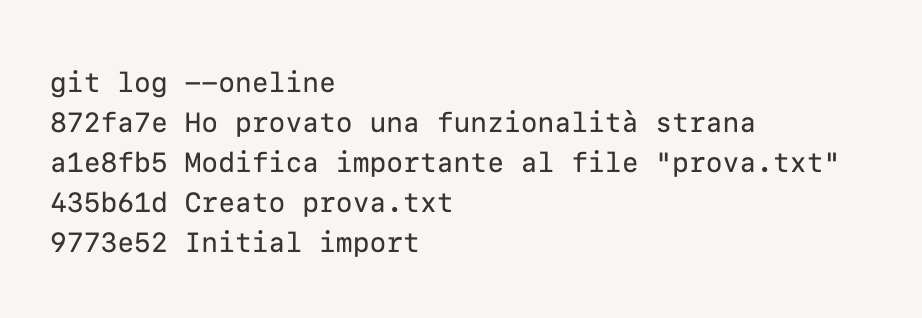 git log --oneline
872fa7e Ho provato una funzionalità strana
a1e8fb5 Modifica importante al file "prova.txt"
435b61d Creato prova.txt
9773e52 Initial import